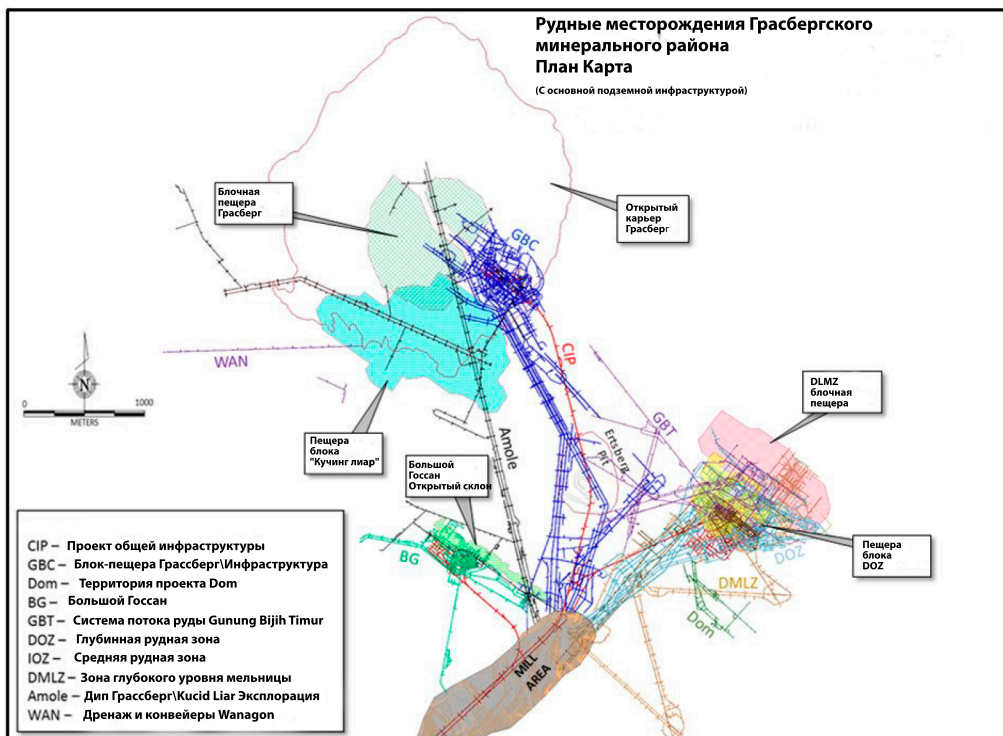 Рудные месторождения Грасбергского
минерального района
План Карта
(С основной подземной инфраструктурой)
Блочная
пещера
Грасберг
Открытый
карьер
Грасберг
GBC
CIP
WAN
N
0 1000
METERS
DLMZ
блочная
пещера
GBT
Ertsberg
Pit
Amole
Пещера
блока
"Кучинг лиар"
Большой
Госсан
Открытый склон
BG
DOZ
Пещера
блока
DOZ
DMLZ
Dom
MILL
AREA
CIP – Проект общей инфраструктуры
GBC – Блок-пещера Грассберг\Инфраструктура
Dom – Территория проекта Dom
BG – Большой Госсан
GBT – Система потока руды Gunung Bijih Timur
DOZ – Глубинная рудная зона
IOZ – Средняя рудная зона
DMLZ – Зона глубокого уровня мельницы
Amole – Дип Грассберг\Kucid Liar Эксплорация
WAN – Дренаж и конвейеры Wanagon